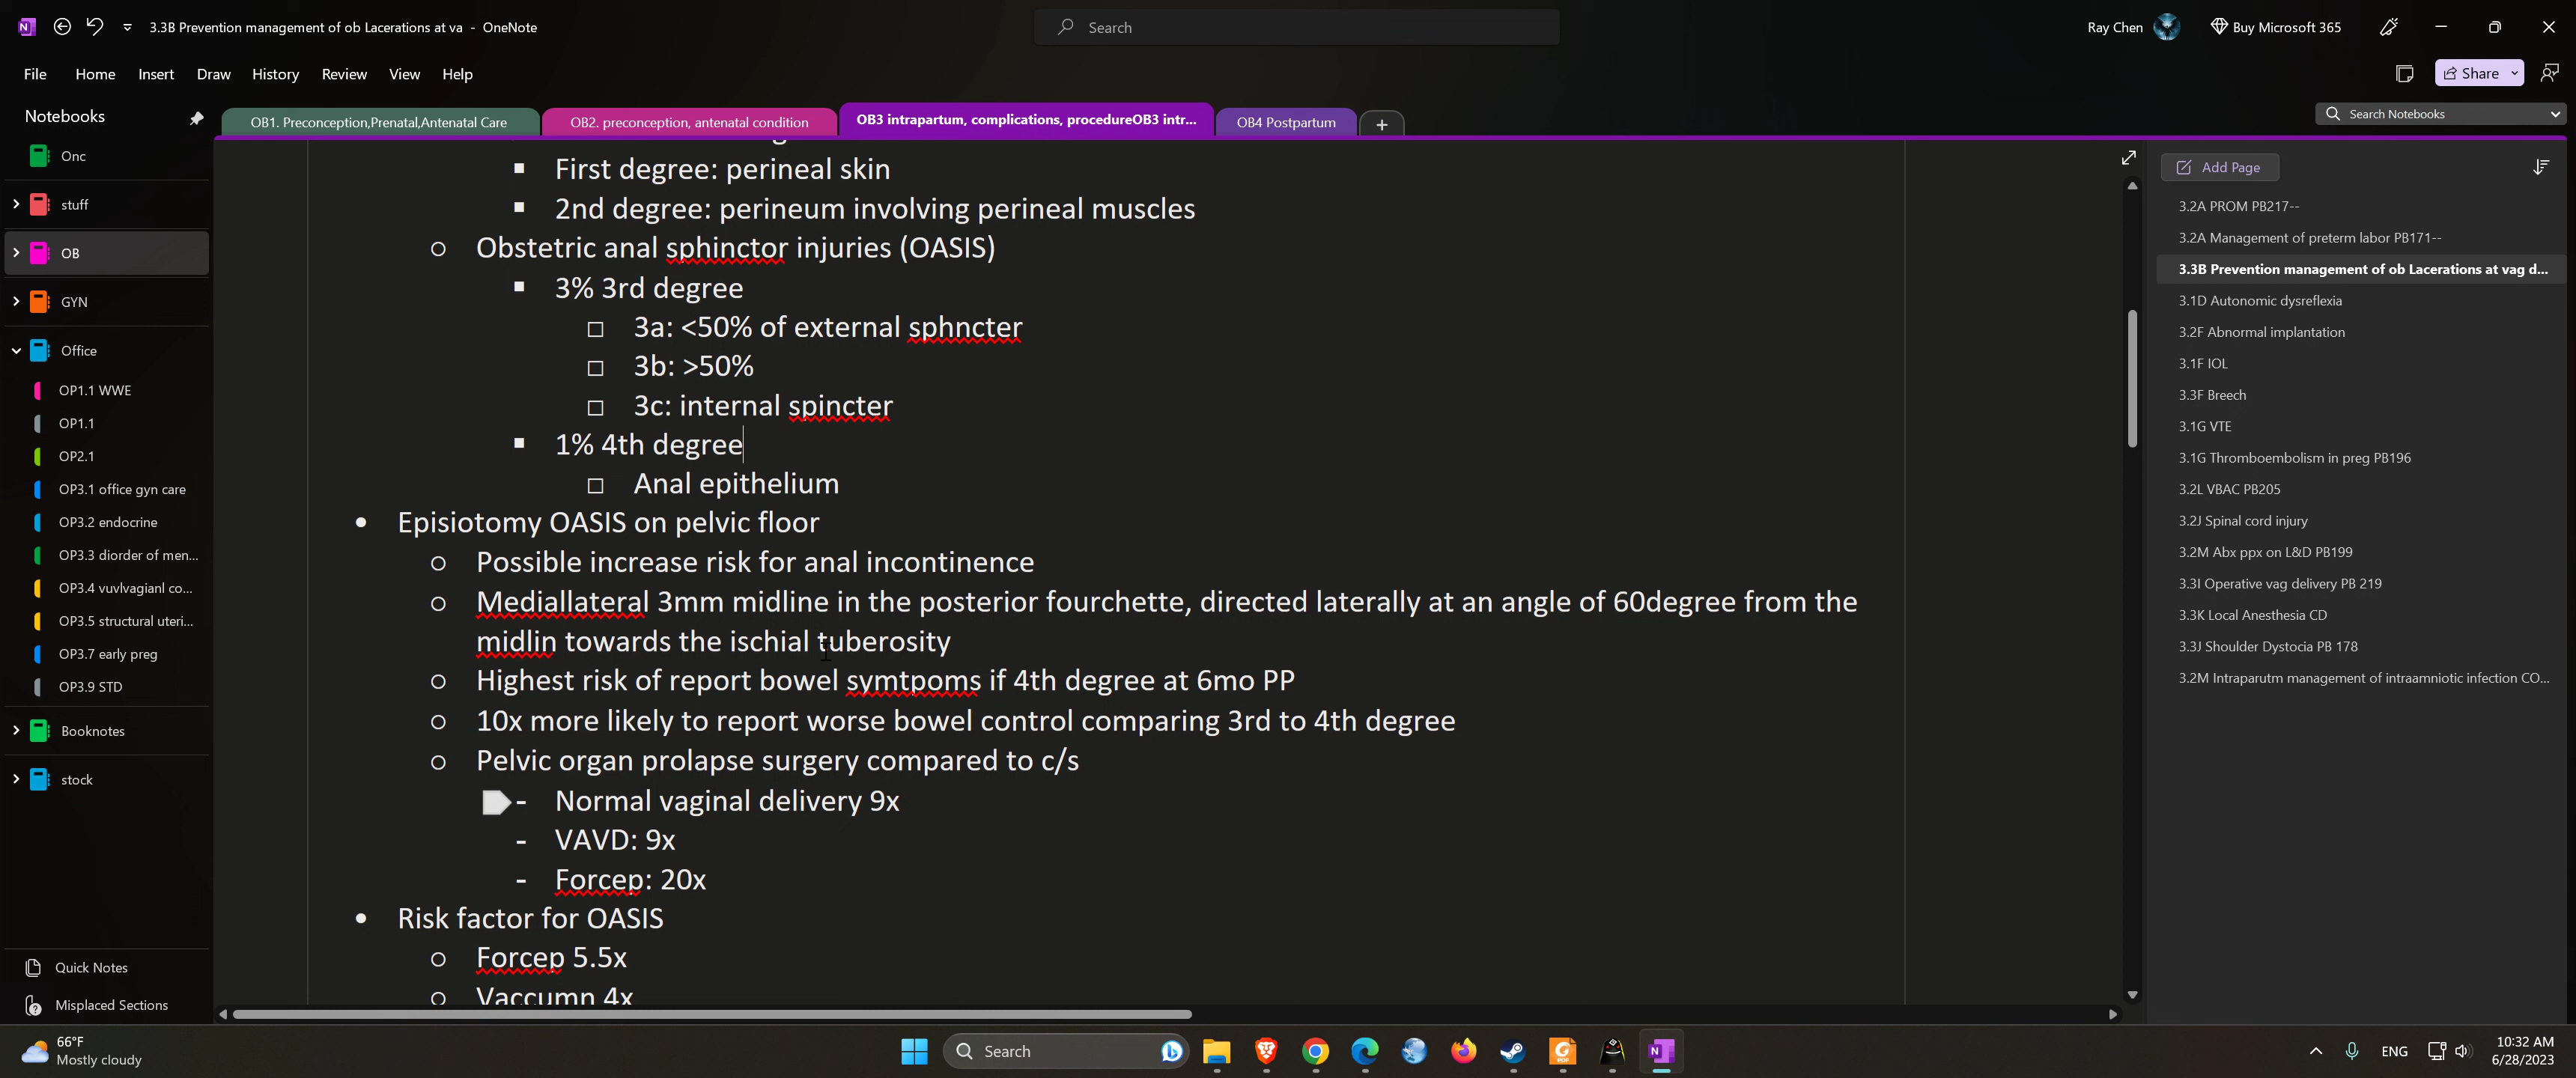 3.3B Prevention management of ob Lacerations at va - OneNote
Search
Ray Chen
Buy Microsoft 365
File Home Insert Draw History Review View Help
Share
Notebooks
OB1. Preconception,Prenatal,Antenatal Care
OB2. preconception, antenatal condition
OB3 intrapartum, complications, procedureOB3 intr...
OB4 Postpartum
+
Search Notebooks
Onc
stuff
OB
GYN
Office
OP1.1 WWE
OP1.1
OP2.1
OP3.1 office gyn care
OP3.2 endocrine
OP3.3 diorder of men...
OP3.4 vuvlvagianl co...
OP3.5 structural uteri...
OP3.7 early preg
OP3.9 STD
Booknotes
stock
Quick Notes
Misplaced Sections
First degree: perineal skin
2nd degree: perineum involving perineal muscles
Obstetric anal sphinctor injuries (OASIS)
3% 3rd degree
3a: <50% of external sphncter
3b: >50%
3c: internal spincter
1% 4th degree
Anal epithelium
Episiotomy OASIS on pelvic floor
Possible increase risk for anal incontinence
Mediallateral 3mm midline in the posterior fourchette, directed laterally at an angle of 60degree from the
midlin towards the ischial tuberosity
Highest risk of report bowel symtpoms if 4th degree at 6mo PP
10x more likely to report worse bowel control comparing 3rd to 4th degree
Pelvic organ prolapse surgery compared to c/s
- Normal vaginal delivery 9x
- VAVD: 9x
- Forcep: 20x
Risk factor for OASIS
Forcep 5.5x
Vaccumn 4x
Add Page
3.2A PROM PB217--
3.2A Management of preterm labor PB171--
3.3B Prevention management of ob Lacerations at vag d...
3.1D Autonomic dysreflexia
3.2F Abnormal implantation
3.1F IOL
3.3F Breech
3.1G VTE
3.1G Thromboembolism in preg PB196
3.2L VBAC PB205
3.2J Spinal cord injury
3.2M Abx ppx on L&D PB199
3.3I Operative vag delivery PB 219
3.3K Local Anesthesia CD
3.3J Shoulder Dystocia PB 178
3.2M Intraparutm management of intraamniotic infection CO...
66°F
Mostly cloudy
Search
ENG
10:32 AM
6/28/2023